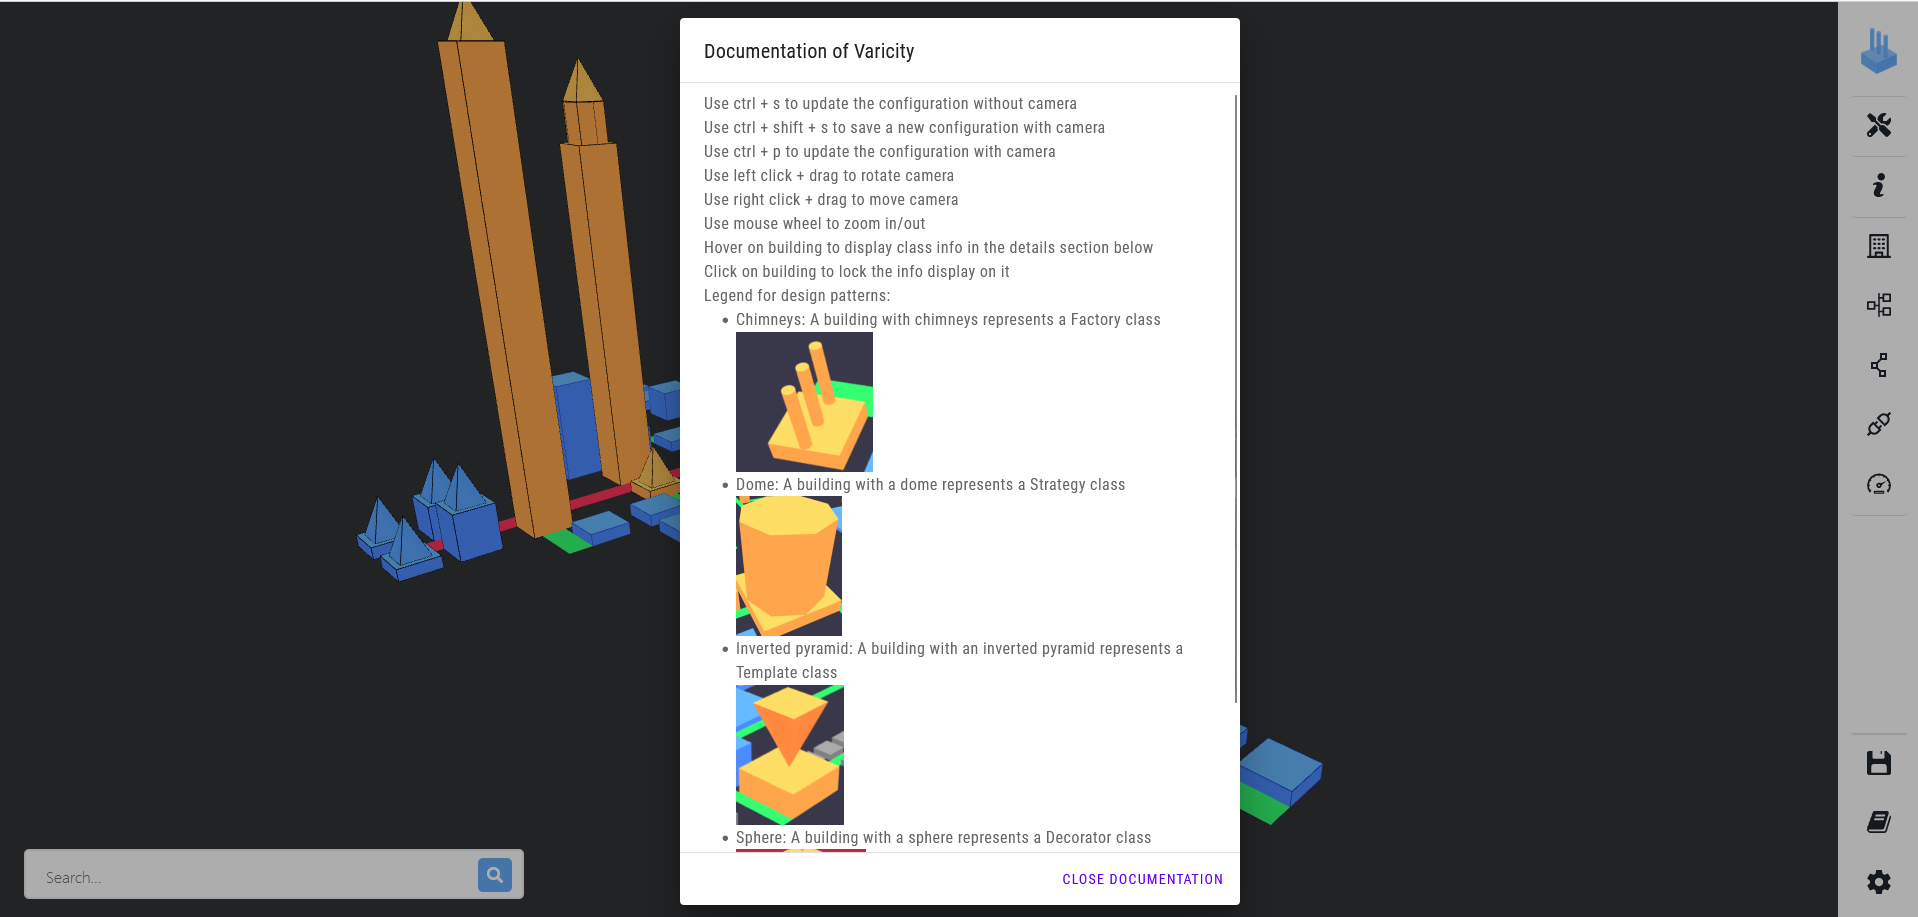 Documentation of Varicity
Use ctrl + s to update the configuration without camera
Use ctrl + shift + s to save a new configuration with camera
Use ctrl + p to update the configuration with camera
Use left click + drag to rotate camera
Use right click + drag to move camera
Use mouse wheel to zoom in/out
Hover on building to display class info in the details section below
Click on building to lock the info display on it
Legend for design patterns:
Chimneys: A building with chimneys represents a Factory class
Dome: A building with a dome represents a Strategy class
Inverted pyramid: A building with an inverted pyramid represents a
Template class
Sphere: A building with a sphere represents a Decorator class
CLOSE DOCUMENTATION
Search...